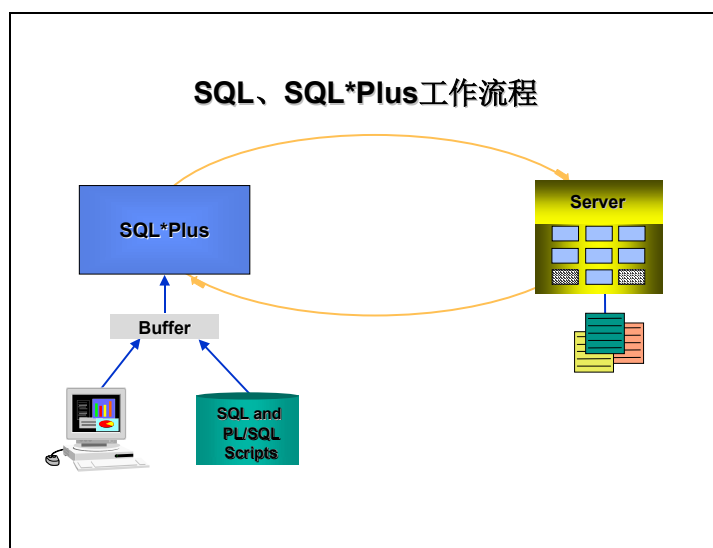 SQL、SQL*Plus工作流程
SQL*Plus
Server
Buffer
SQL and
PL/SQL
Scripts